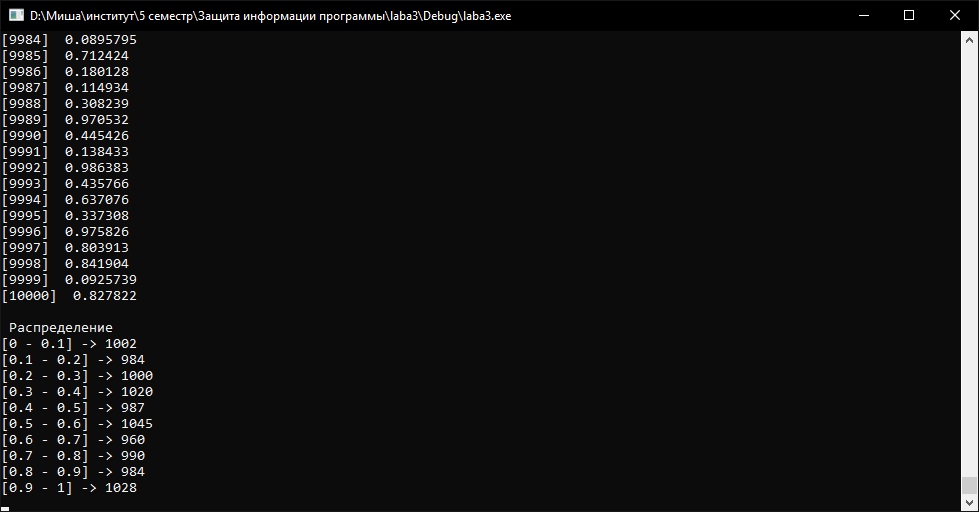 D:\Миша\институт\5 семестр\Защита информации программы\laba3\Debug\laba3.exe
[9984]  0.0895795
[9985]  0.712424
[9986]  0.180128
[9987]  0.114934
[9988]  0.308239
[9989]  0.970532
[9990]  0.445426
[9991]  0.138433
[9992]  0.986383
[9993]  0.435766
[9994]  0.637076
[9995]  0.337308
[9996]  0.975826
[9997]  0.803913
[9998]  0.841904
[9999]  0.0925739
[10000]  0.827822
Распределение
[0 - 0.1] -> 1002
[0.1 - 0.2] -> 984
[0.2 - 0.3] -> 1000
[0.3 - 0.4] -> 1020
[0.4 - 0.5] -> 987
[0.5 - 0.6] -> 1045
[0.6 - 0.7] -> 960
[0.7 - 0.8] -> 990
[0.8 - 0.9] -> 984
[0.9 - 1] -> 1028